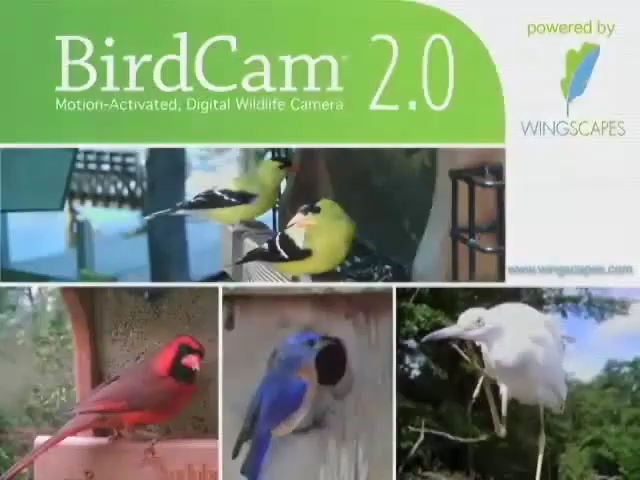 BirdCam 2.0
Motion-Activated, Digital Wildlife Camera
powered by
WINGSCAPES
www.wingscapes.com